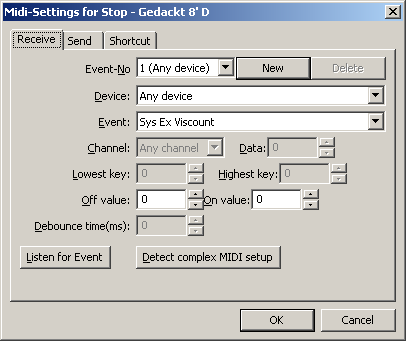 Midi-Settings for Stop - Gedackt 8' D
Receive Send Shortcut
Event-No 1 (Any device) New Delete
Device: Any device
Event: Sys Ex Viscount
Channel: Any channel Data: 0
Lowest key: 0 Highest key: 0
Off value: 0 On value: 0
Debounce time(ms): 0
Listen for Event Detect complex MIDI setup
OK Cancel